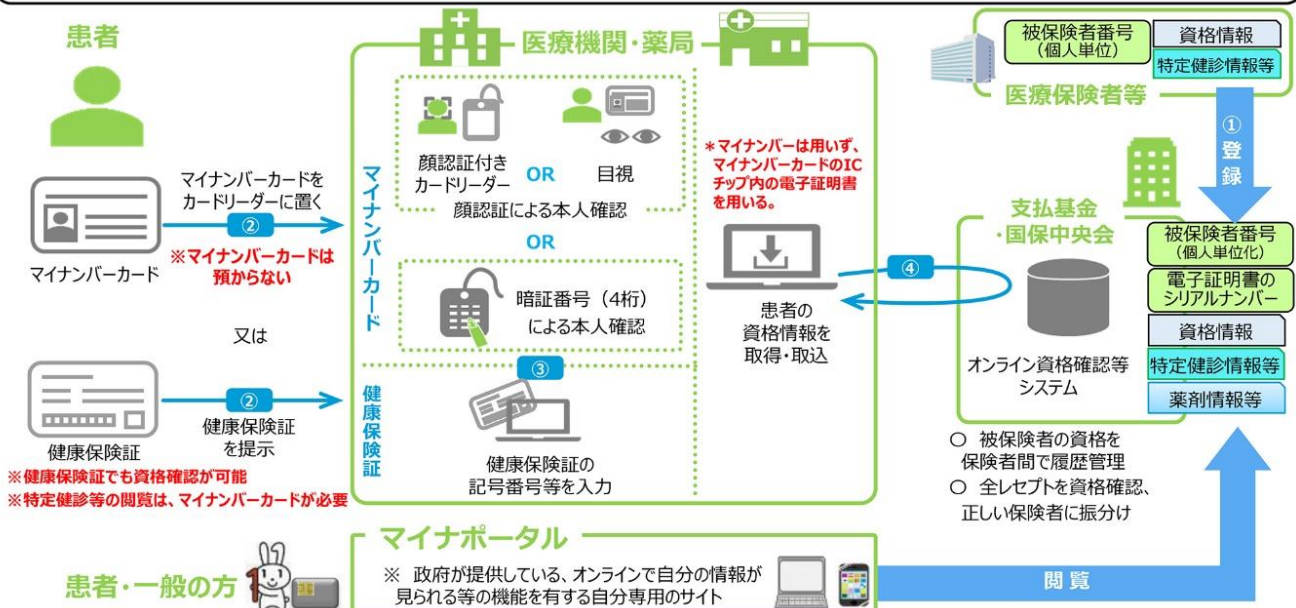 患者
医療機関・薬局
被保険者番号
(個人単位)
資格情報
特定健診情報等
医療保険者等
①
登
録
マイナンバーカード
顔認証付き
カードリーダー
OR
目視
顔認証による本人確認
OR
暗証番号（4桁）
による本人確認
＊マイナンバーは用いず、
マイナンバーカードのIC
チップ内の電子証明書
を用いる。
マイナンバーカードを
カードリーダーに置く
②
※マイナンバーカードは
預からない
マイナンバーカード
又は
②
健康保険証
を提示
健康保険証
※健康保険証でも資格確認が可能
※特定健診等の閲覧は、マイナンバーカードが必要
健康保険証
③
健康保険証の
記号番号等を入力
患者の
資格情報を
取得・取込
④
支払基金
・国保中央会
オンライン資格確認等
システム
被保険者番号
(個人単位化)
電子証明書の
シリアルナンバー
資格情報
特定健診情報等
薬剤情報等
〇 被保険者の資格を
保険者間で履歴管理
〇 全レセプトを資格確認、
正しい保険者に振分け
患者・一般の方
マイナポータル
※ 政府が提供している、オンラインで自分の情報が
見られる等の機能を有する自分専用のサイト
閲覧